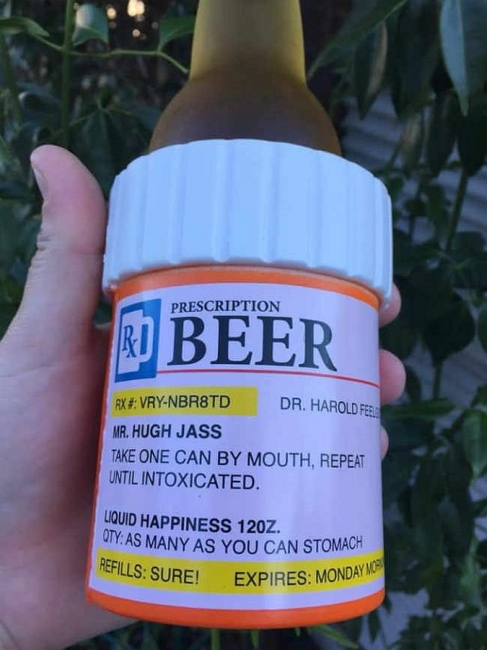 PRESCRIPTION
Rx BEER
RX #: VRY-NBR8TD DR. HAROLD
MR. HUGH JASS
TAKE ONE CAN BY MOUTH, REPEAT
UNTIL INTOXICATED.
LIQUID HAPPINESS 12OZ.
QTY: AS MANY AS YOU CAN STOMACH
REFILLS: SURE! EXPIRES: MONDAY